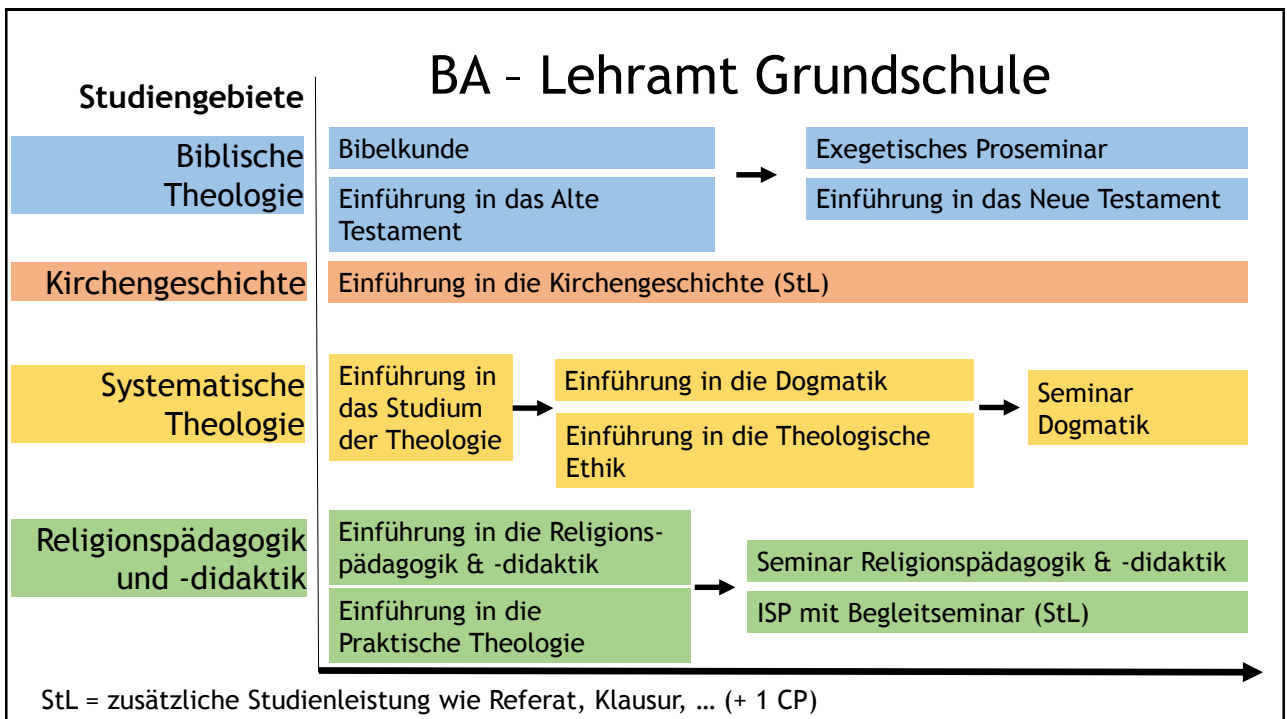 BA – Lehramt Grundschule
Studiengebiete
Biblische
Theologie
Bibelkunde
Einführung in das Alte
Testament
Exegetisches Proseminar
Einführung in das Neue Testament
Kirchengeschichte
Einführung in die Kirchengeschichte (StL)
Systematische
Theologie
Einführung in
das Studium
der Theologie
Einführung in die Dogmatik
Einführung in die Theologische
Ethik
Seminar
Dogmatik
Religionspädagogik
und -didaktik
Einführung in die Religions-
pädagogik & -didaktik
Einführung in die
Praktische Theologie
Seminar Religionspädagogik & -didaktik
ISP mit Begleitseminar (StL)
StL = zusätzliche Studienleistung wie Referat, Klausur, … (+ 1 CP)